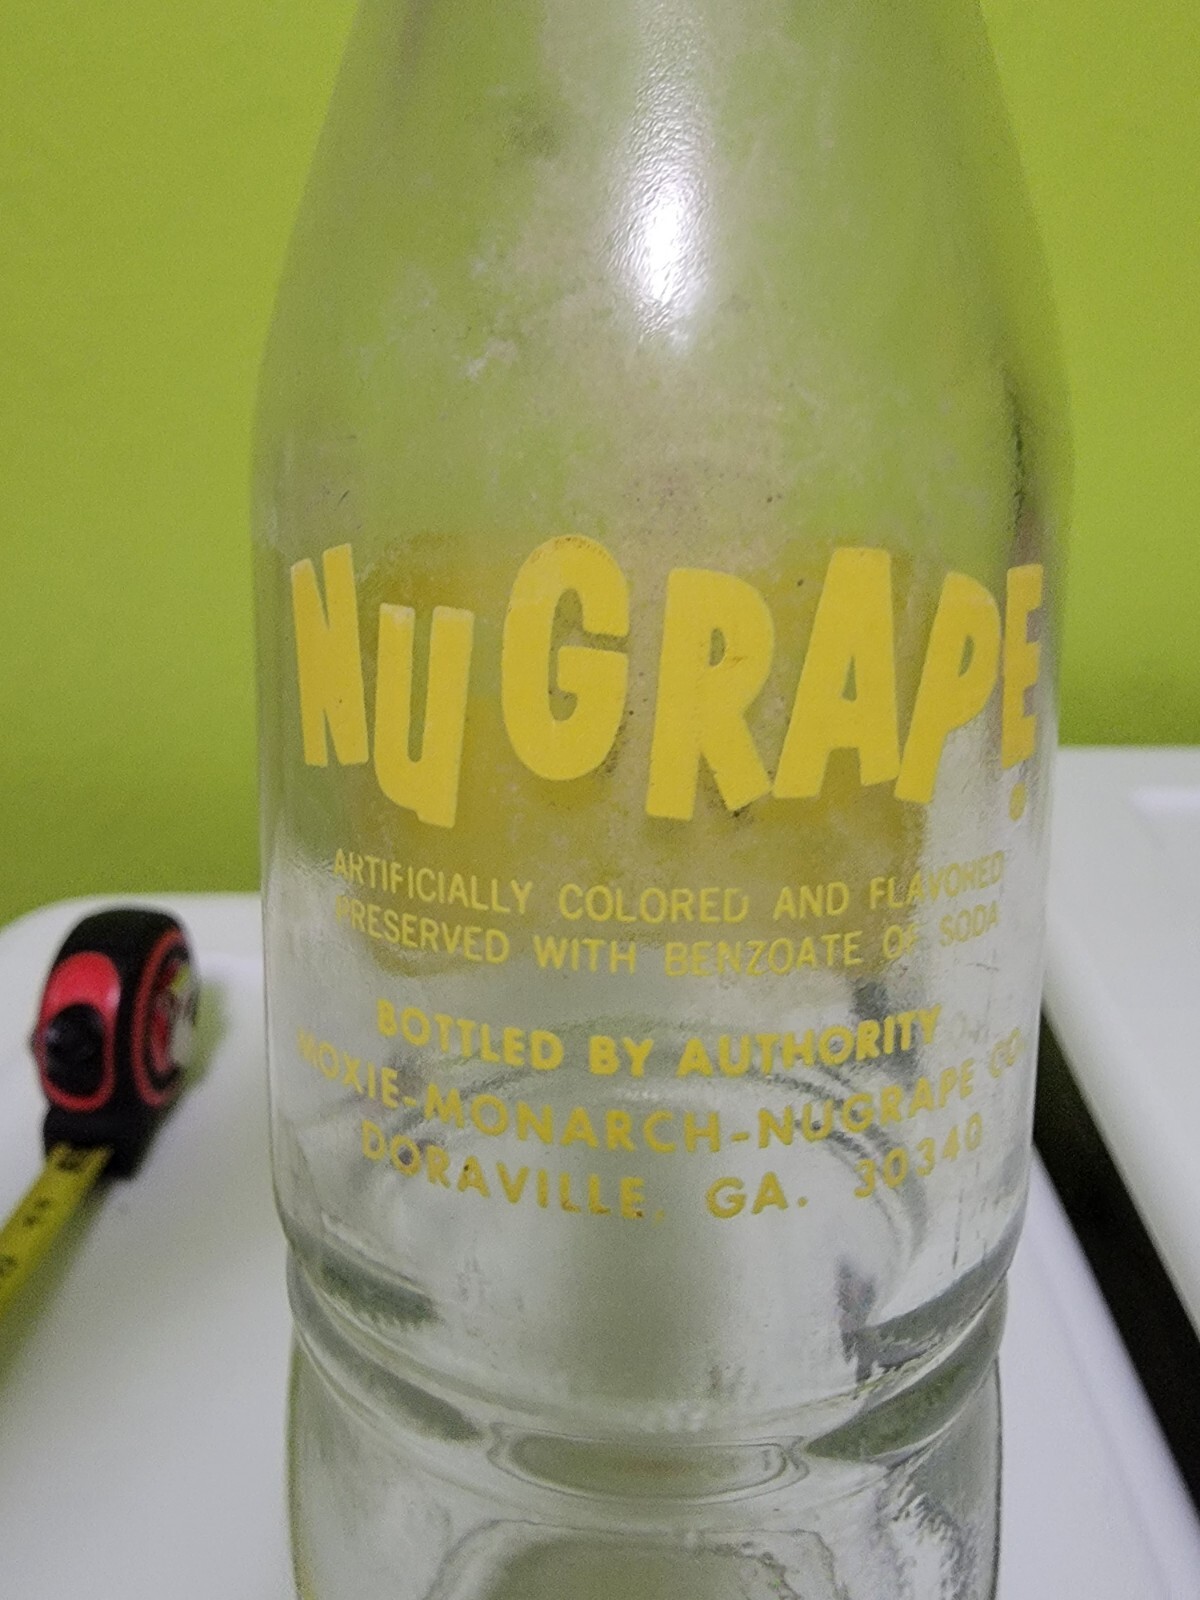 NuGRAPE
ARTIFICIALLY COLORED AND FLAVORED
PRESERVED WITH BENZOATE OF SODA
BOTTLED BY AUTHORITY
MOXIE-MONARCH-NUGRAPE CO.
DORAVILLE, GA. 30340